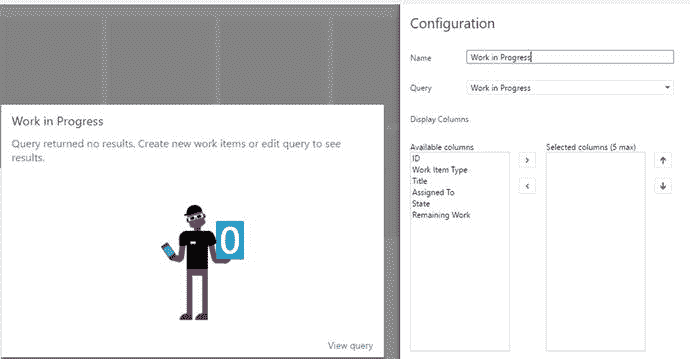 Work in Progress
Query returned no results. Create new work items or edit query to see
results.
0
View query
Configuration
Name
Work in Progress
Query
Work in Progress
Display Columns
Available columns
ID
Work Item Type
Title
Assigned To
State
Remaining Work
Selected columns (5 max)